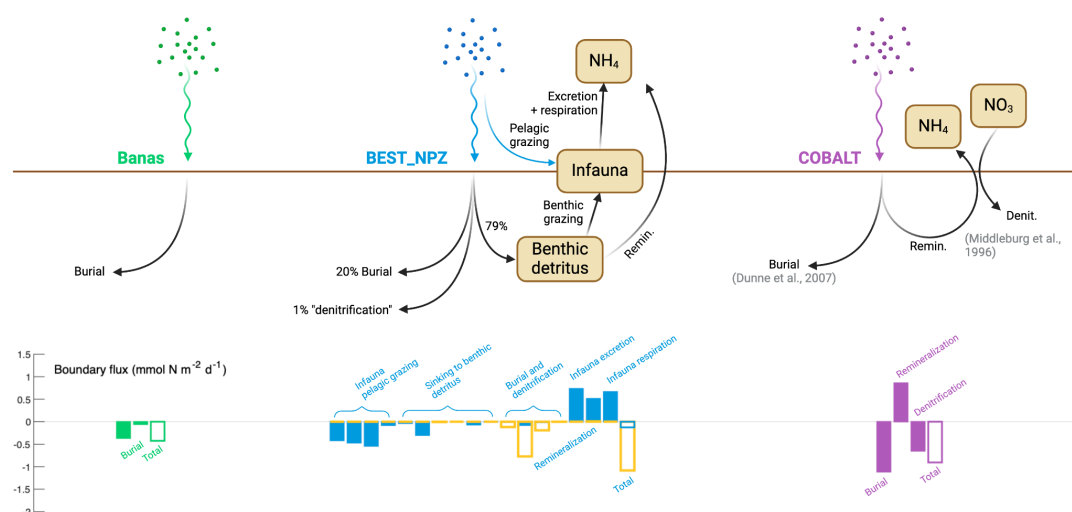 NH₄
NO₃
NH₄
Excretion
+ respiration
Pelagic
grazing
Banas
BEST_NPZ
COBALT
Infauna
Benthic
grazing
79%
Benthic
detritus
Remin.
Burial
20% Burial
1% "denitrification"
Denit.
(Middleburg et al.,
1996)
Remin.
Burial
(Dunne et al., 2007)
Boundary flux (mmol N m⁻² d⁻¹)
1.5
1
0.5
0
-0.5
-1
-1.5
-2
Burial
Total
Infauna
pelagic grazing
Sinking to benthic
detritus
Burial and
denitrification
Infauna excretion
Infauna respiration
Remineralization
Total
Remineralization
Denitrification
Burial
Total